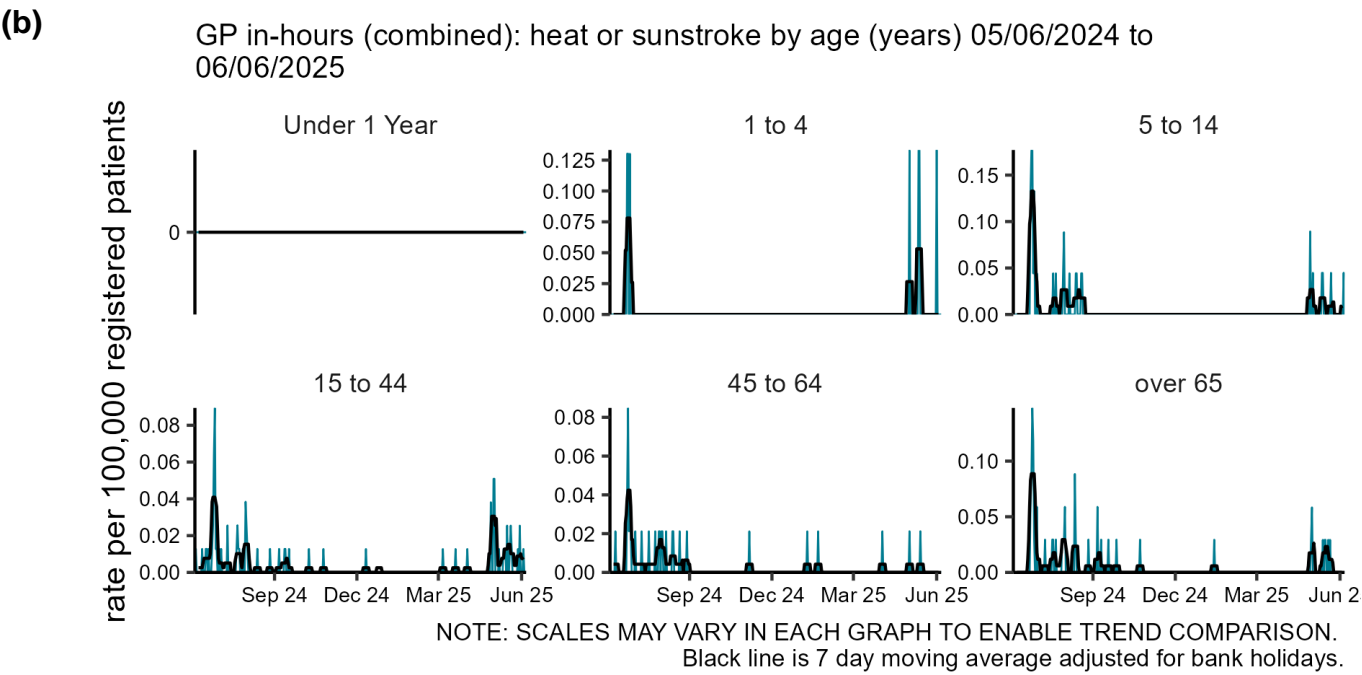 (b)
GP in-hours (combined): heat or sunstroke by age (years) 05/06/2024 to
06/06/2025
rate per 100,000 registered patients
Under 1 Year
0
1 to 4
0.125
0.100
0.075
0.050
0.025
0.000
5 to 14
0.15
0.10
0.05
0.00
15 to 44
0.08
0.06
0.04
0.02
0.00
Sep 24 Dec 24 Mar 25 Jun 25
45 to 64
0.08
0.06
0.04
0.02
0.00
Sep 24 Dec 24 Mar 25 Jun 25
over 65
0.10
0.05
0.00
Sep 24 Dec 24 Mar 25 Jun 2
NOTE: SCALES MAY VARY IN EACH GRAPH TO ENABLE TREND COMPARISON.
Black line is 7 day moving average adjusted for bank holidays.